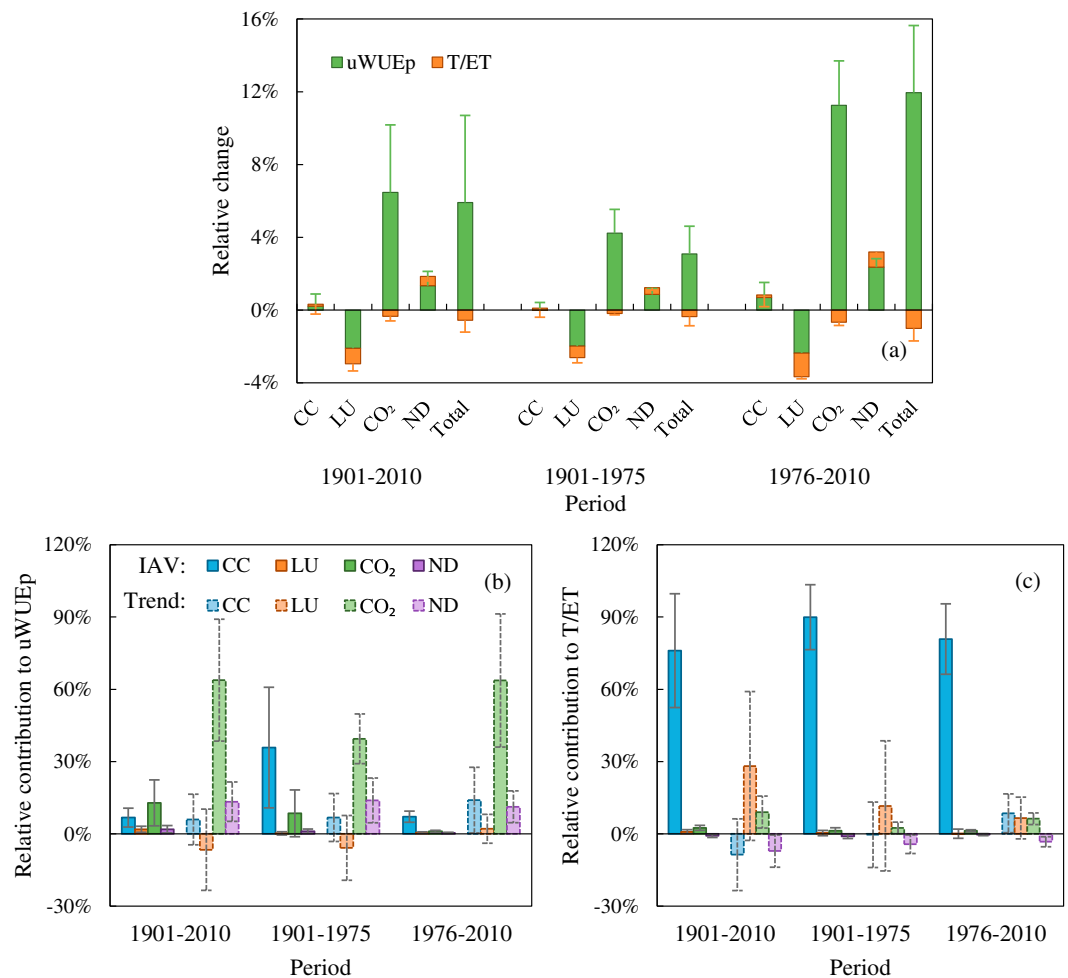 16%
12%
8%
4%
0%
-4%
Relative change
uWUEp T/ET
(a)
CC LU CO₂ ND Total CC LU CO₂ ND Total CC LU CO₂ ND Total
1901-2010 1901-1975 1976-2010
Period
120%
90%
60%
30%
0%
-30%
Relative contribution to uWUEp
IAV: CC LU CO₂ ND
Trend: CC LU CO₂ ND
(b)
1901-2010 1901-1975 1976-2010
Period
120%
90%
60%
30%
0%
-30%
Relative contribution to T/ET
(c)
1901-2010 1901-1975 1976-2010
Period